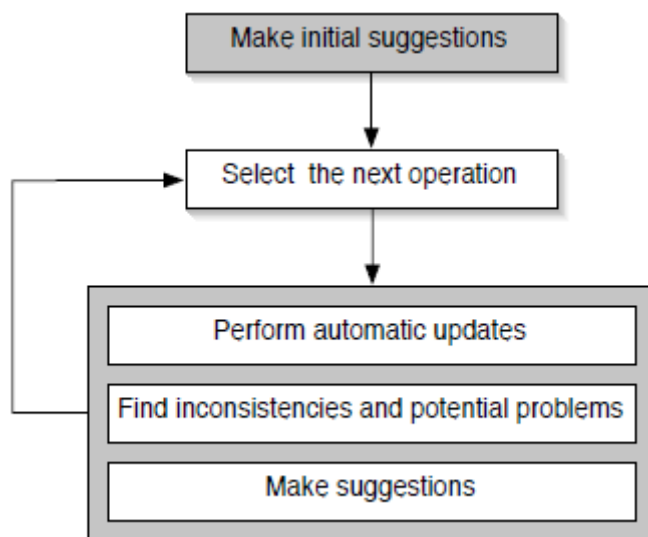 Make initial suggestions
Select the next operation
Perform automatic updates
Find inconsistencies and potential problems
Make suggestions